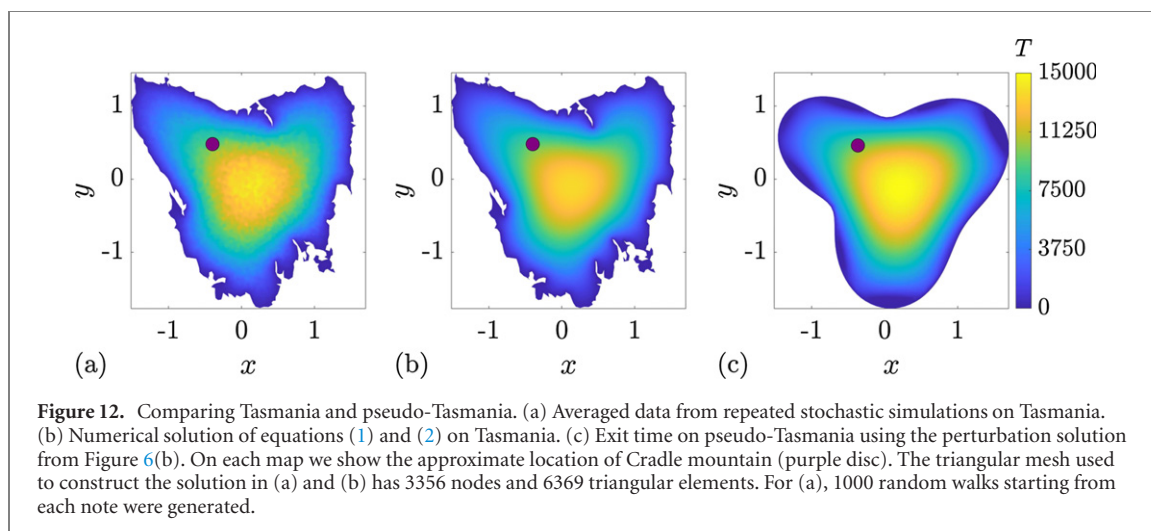 T
15000
11250
7500
3750
0
1
0
-1
y
-1 0 1
x
(a)
1
0
-1
y
-1 0 1
x
(b)
1
0
-1
y
-1 0 1
x
(c)
Figure 12. Comparing Tasmania and pseudo-Tasmania. (a) Averaged data from repeated stochastic simulations on Tasmania.
(b) Numerical solution of equations (1) and (2) on Tasmania. (c) Exit time on pseudo-Tasmania using the perturbation solution
from Figure 6(b). On each map we show the approximate location of Cradle mountain (purple disc). The triangular mesh used
to construct the solution in (a) and (b) has 3356 nodes and 6369 triangular elements. For (a), 1000 random walks starting from
each note were generated.